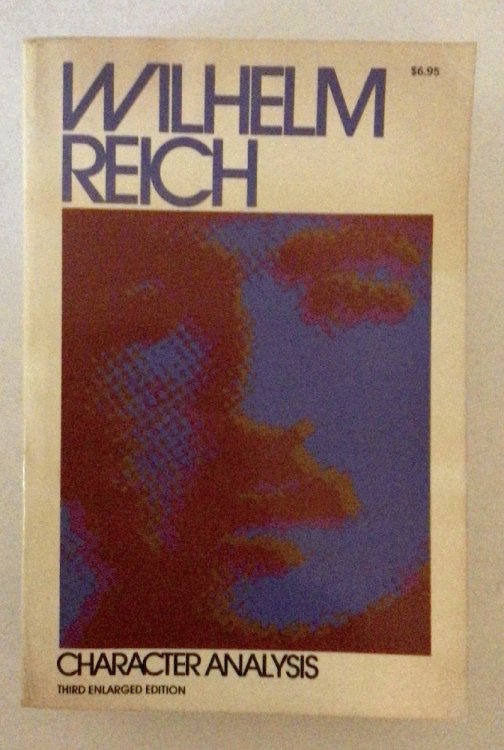 $6.95
WILHELM
REICH
CHARACTER ANALYSIS
THIRD ENLARGED EDITION